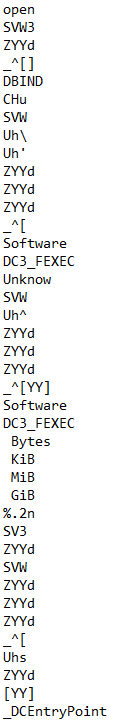 open
SVW3
ZYYd
_^[]
DBIND
CHu
SVW
Uh\
Uh'
ZYYd
ZYYd
ZYYd
_^[
Software
DC3_FEXEC
Unknow
SVW
Uh^
ZYYd
ZYYd
ZYYd
_^[YY]
Software
DC3_FEXEC
 Bytes
 KiB
 MiB
 GiB
%.2n
SV3
ZYYd
SVW
ZYYd
ZYYd
ZYYd
_^[
Uhs
ZYYd
[YY]
_DCEntryPoint